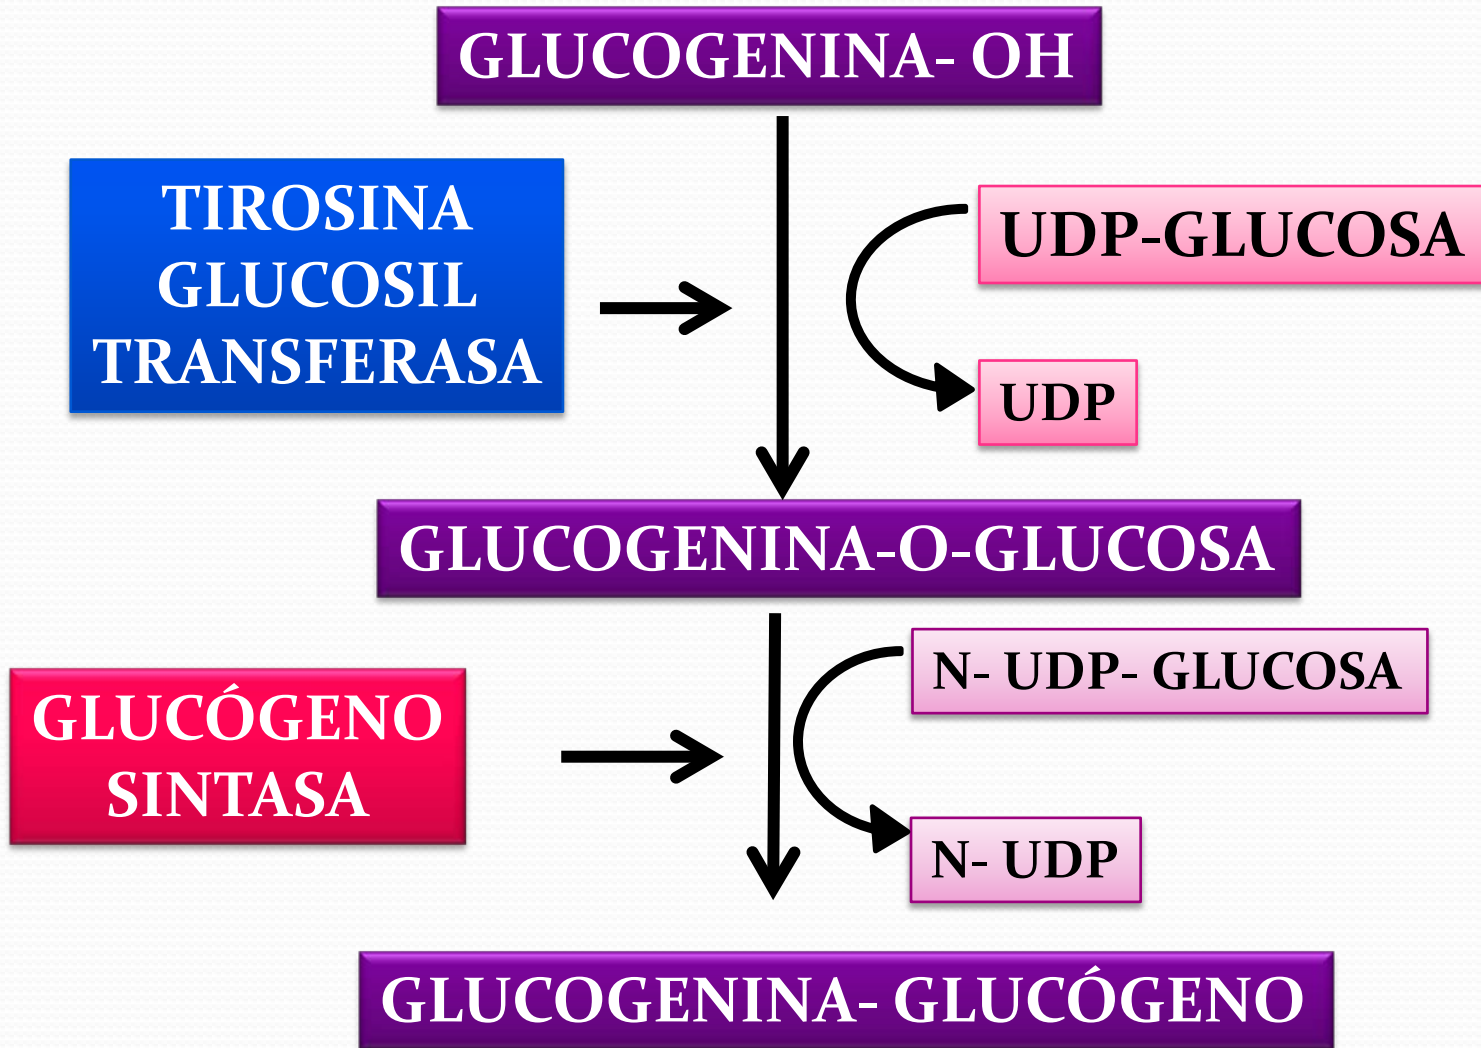 GLUCOGENINA- OH
TIROSINA
GLUCOSIL
TRANSFERASA
UDP-GLUCOSA
UDP
GLUCOGENINA-O-GLUCOSA
N- UDP- GLUCOSA
GLUCÓGENO
SINTASA
N- UDP
GLUCOGENINA- GLUCÓGENO